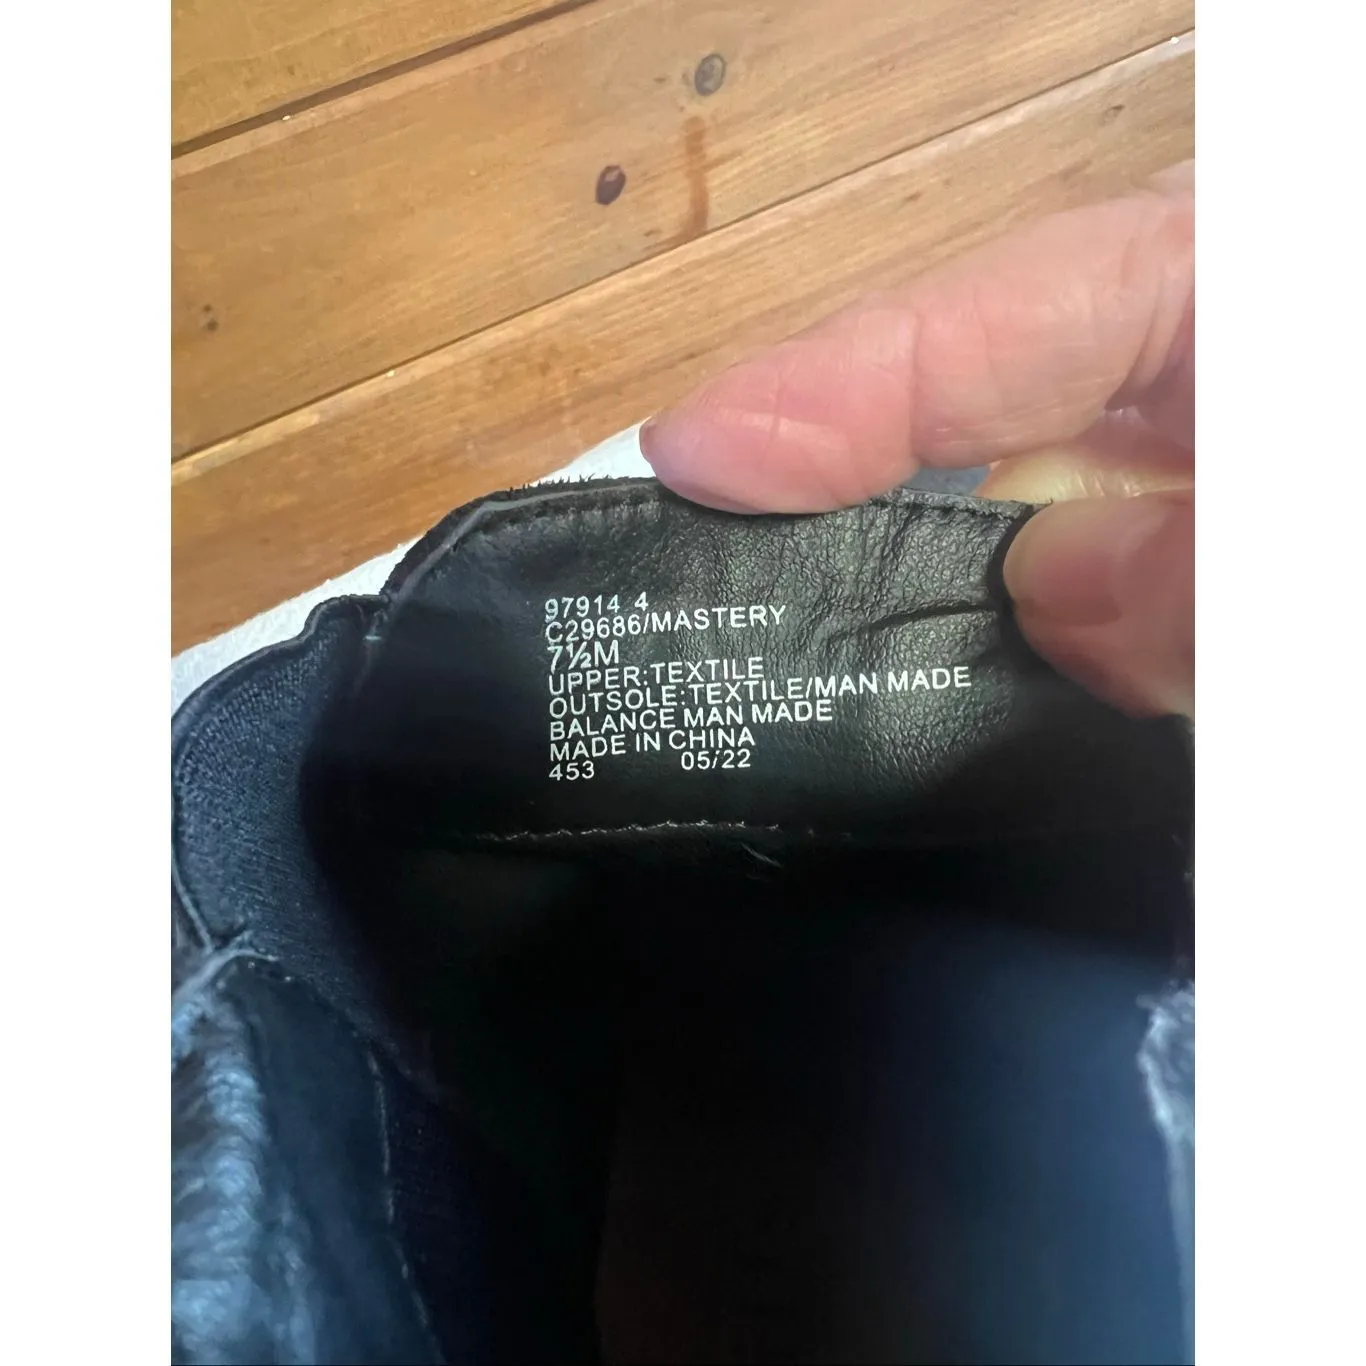 97914 4
C29686/MASTERY
7½M
UPPER:TEXTILE
OUTSOLE:TEXTILE/MAN MADE
BALANCE MAN MADE
MADE IN CHINA
453 05/22